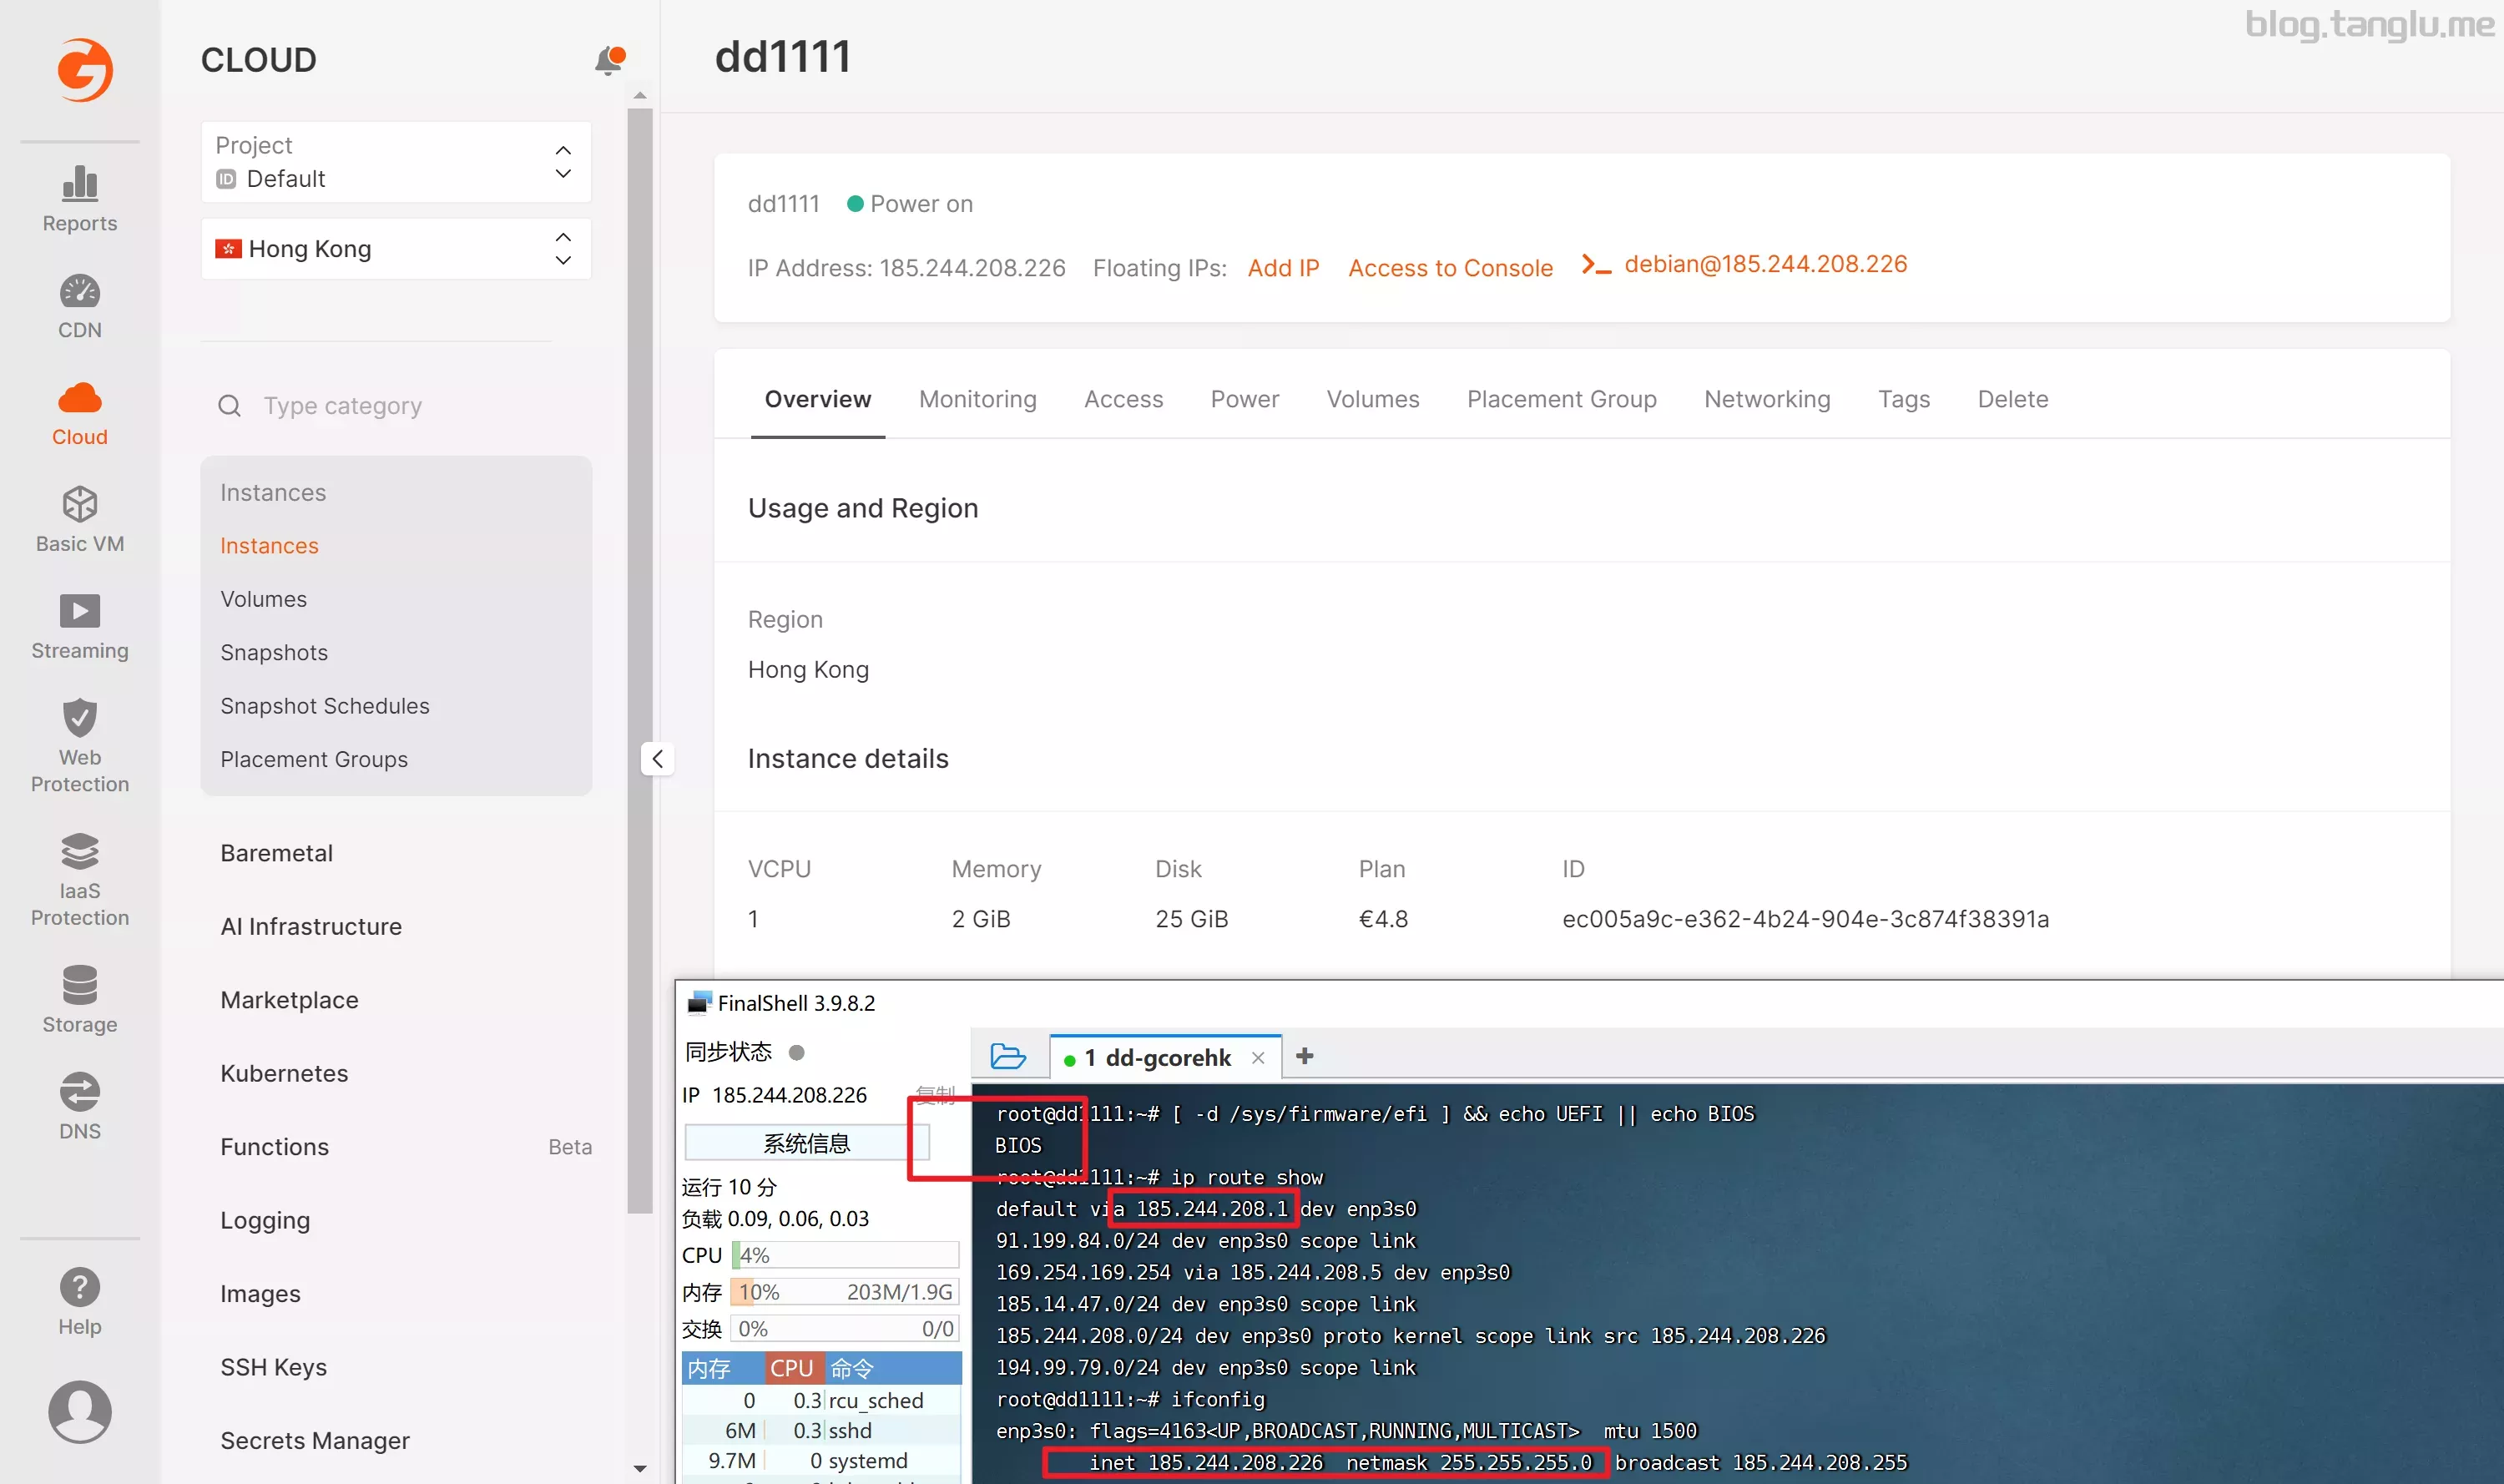 blog.tanglu.me
CLOUD
Project
ID Default
Hong Kong
Type category
Instances
Instances
Volumes
Snapshots
Snapshot Schedules
Placement Groups
Baremetal
AI Infrastructure
Marketplace
Kubernetes
Functions Beta
Logging
Images
SSH Keys
Secrets Manager
Reports
CDN
Cloud
Basic VM
Streaming
Web
Protection
IaaS
Protection
Storage
DNS
Help
dd1111
dd1111 Power on
IP Address: 185.244.208.226 Floating IPs: Add IP Access to Console debian@185.244.208.226
Overview Monitoring Access Power Volumes Placement Group Networking Tags Delete
Usage and Region
Region
Hong Kong
Instance details
VCPU Memory Disk Plan ID
1 2 GiB 25 GiB €4.8 ec005a9c-e362-4b24-904e-3c874f38391a
FinalShell 3.9.8.2
同步状态
IP 185.244.208.226 复制
系统信息
运行 10 分
负载 0.09, 0.06, 0.03
CPU 4%
内存 10% 203M/1.9G
交换 0% 0/0
内存 CPU 命令
0 0.3 rcu_sched
6M 0.3 sshd
9.7M 0 systemd
1 dd-gcorehk
root@dd1111:~# [ -d /sys/firmware/efi ] && echo UEFI || echo BIOS
BIOS
root@dd1111:~# ip route show
default via 185.244.208.1 dev enp3s0
91.199.84.0/24 dev enp3s0 scope link
169.254.169.254 via 185.244.208.5 dev enp3s0
185.14.47.0/24 dev enp3s0 scope link
185.244.208.0/24 dev enp3s0 proto kernel scope link src 185.244.208.226
194.99.79.0/24 dev enp3s0 scope link
root@dd1111:~# ifconfig
enp3s0: flags=4163<UP,BROADCAST,RUNNING,MULTICAST> mtu 1500
inet 185.244.208.226 netmask 255.255.255.0 broadcast 185.244.208.255